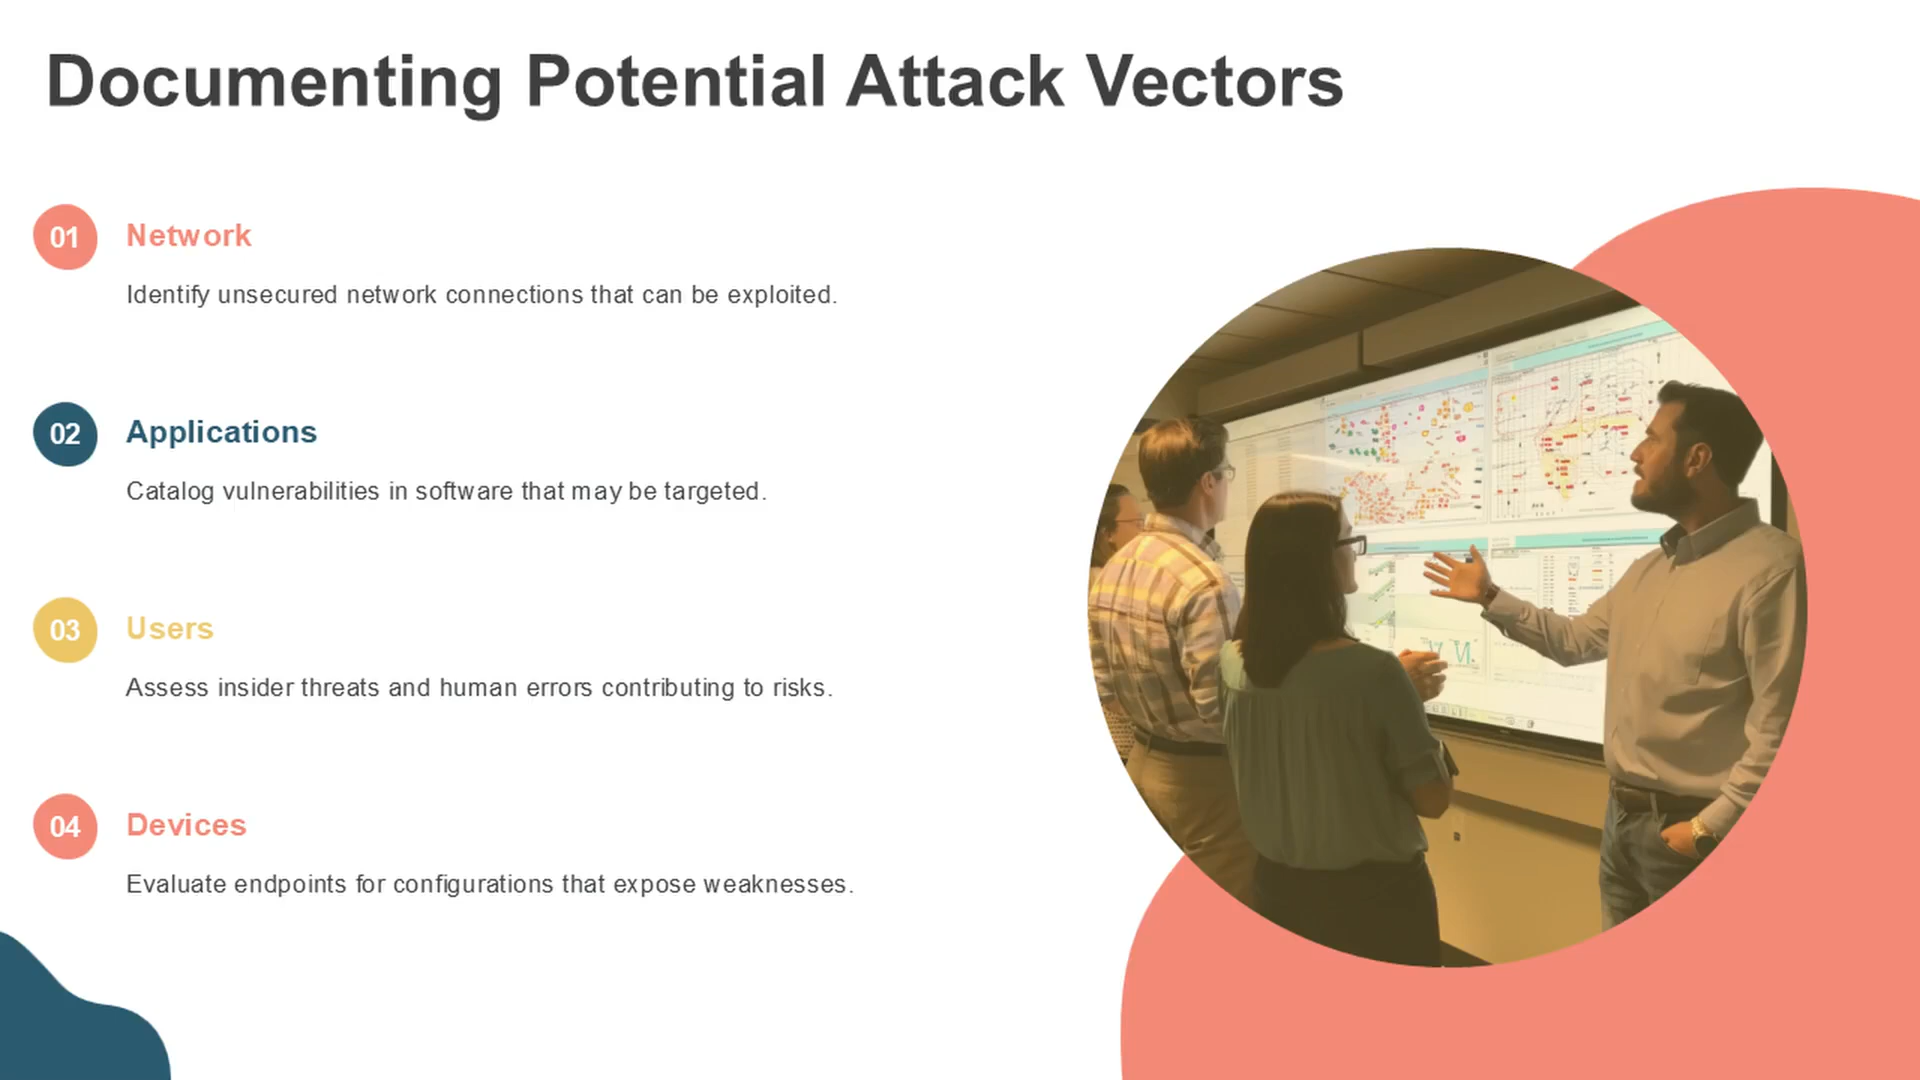 Documenting Potential Attack Vectors
01 Network
Identify unsecured network connections that can be exploited.
02 Applications
Catalog vulnerabilities in software that may be targeted.
03 Users
Assess insider threats and human errors contributing to risks.
04 Devices
Evaluate endpoints for configurations that expose weaknesses.